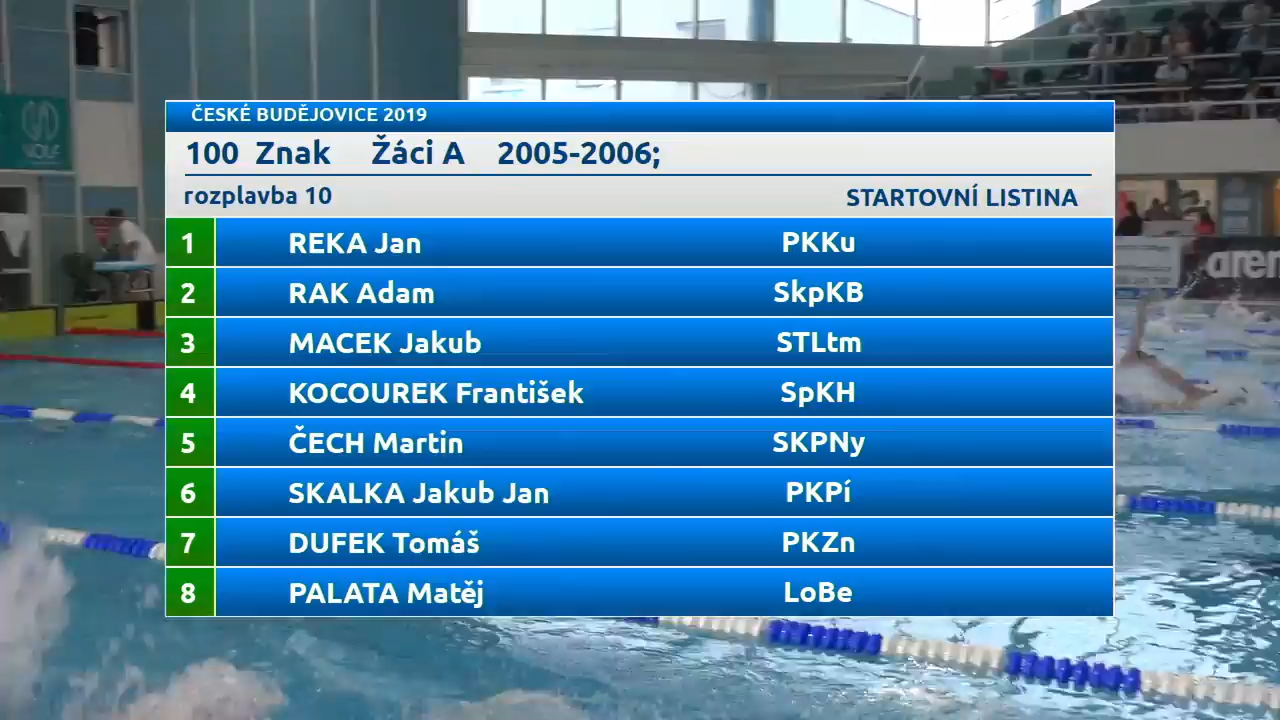 ČESKÉ BUDĚJOVICE 2019
100 Znak Žáci A 2005-2006;
rozplavba 10 STARTOVNÍ LISTINA
1 REKA Jan PKKu
2 RAK Adam SkpKB
3 MACEK Jakub STLtm
4 KOCOUREK František SpKH
5 ČECH Martin SKPNy
6 SKALKA Jakub Jan PKPí
7 DUFEK Tomáš PKZn
8 PALATA Matěj LoBe
aren